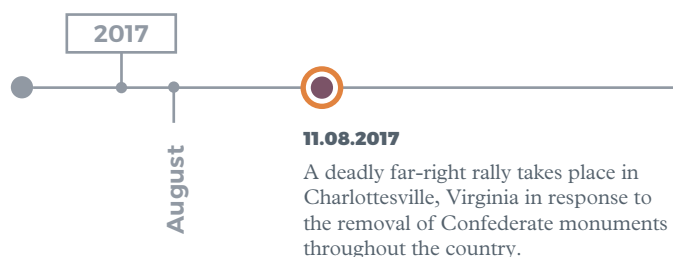 2017
August
11.08.2017
A deadly far-right rally takes place in
Charlottesville, Virginia in response to
the removal of Confederate monuments
throughout the country.